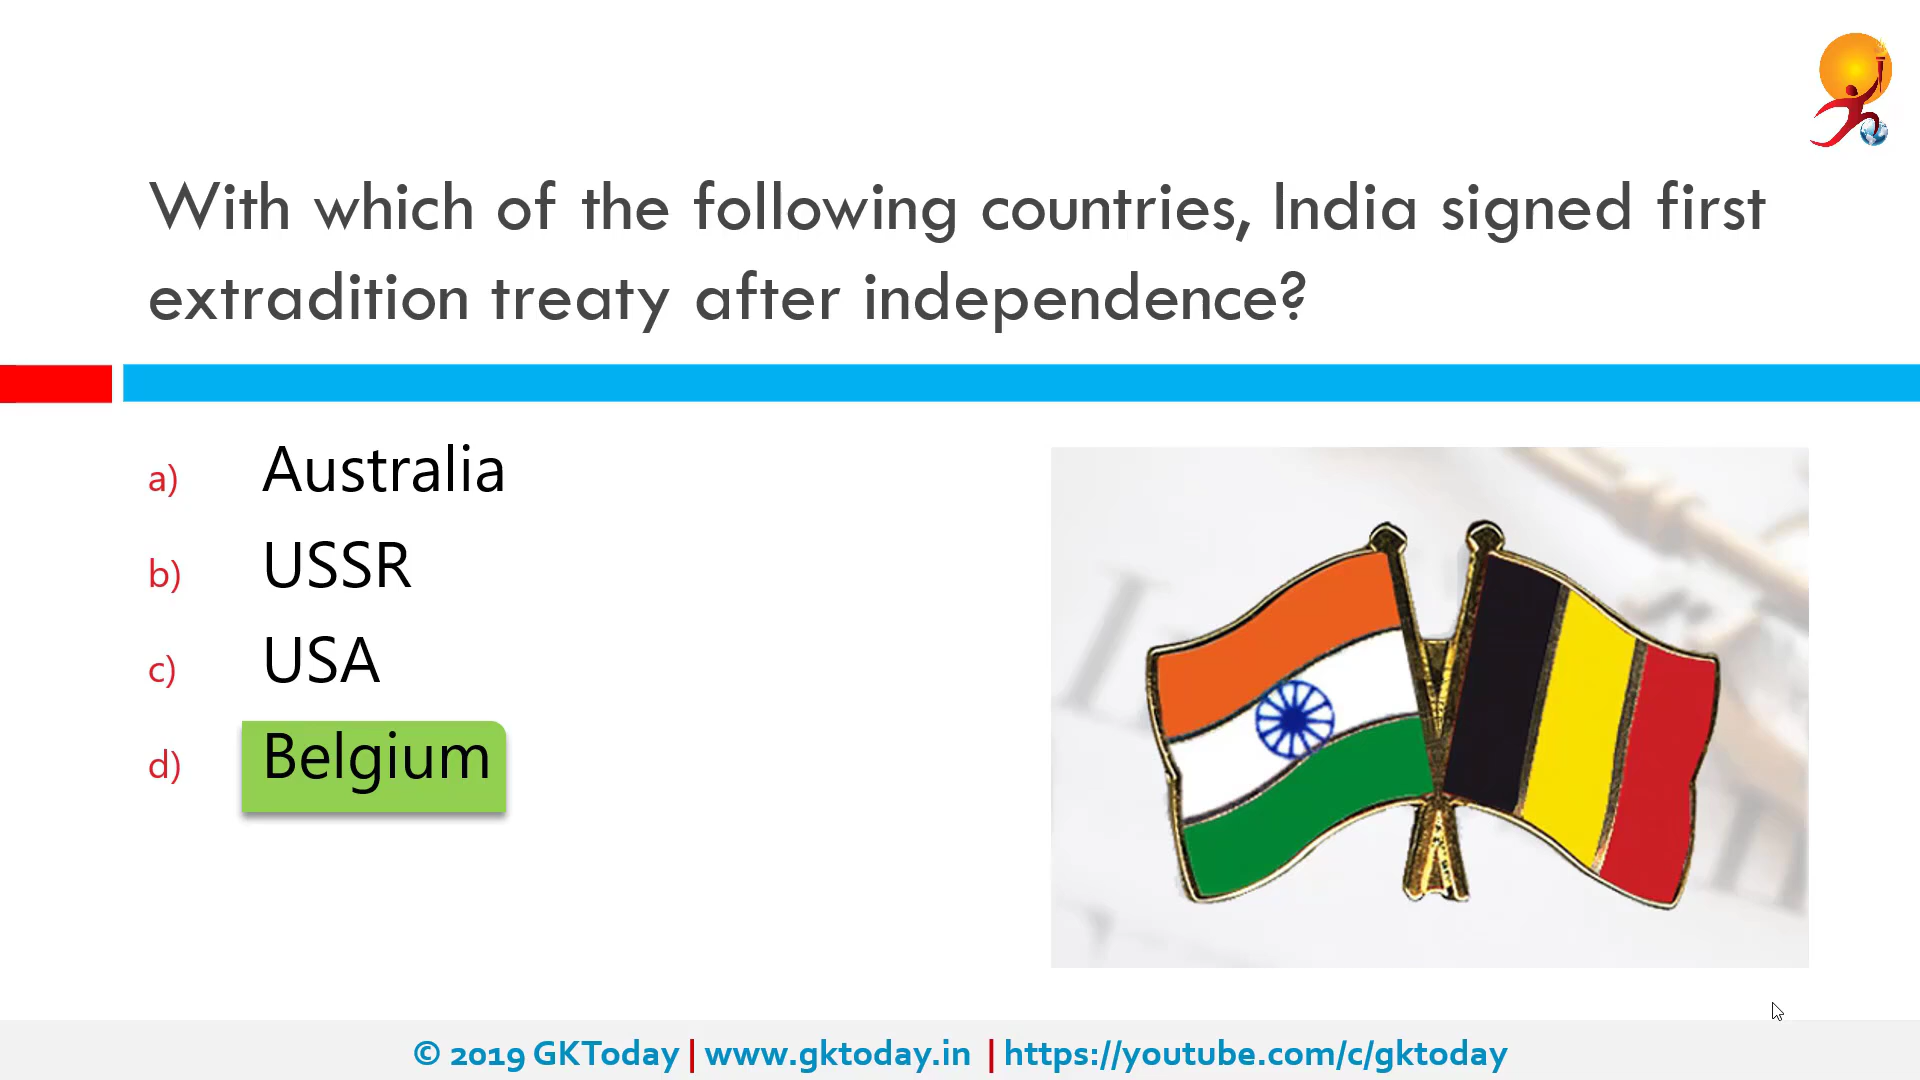 With which of the following countries, India signed first
extradition treaty after independence?
a) Australia
b) USSR
c) USA
d) Belgium
© 2019 GKToday | www.gktoday.in | https://youtube.com/c/gktoday